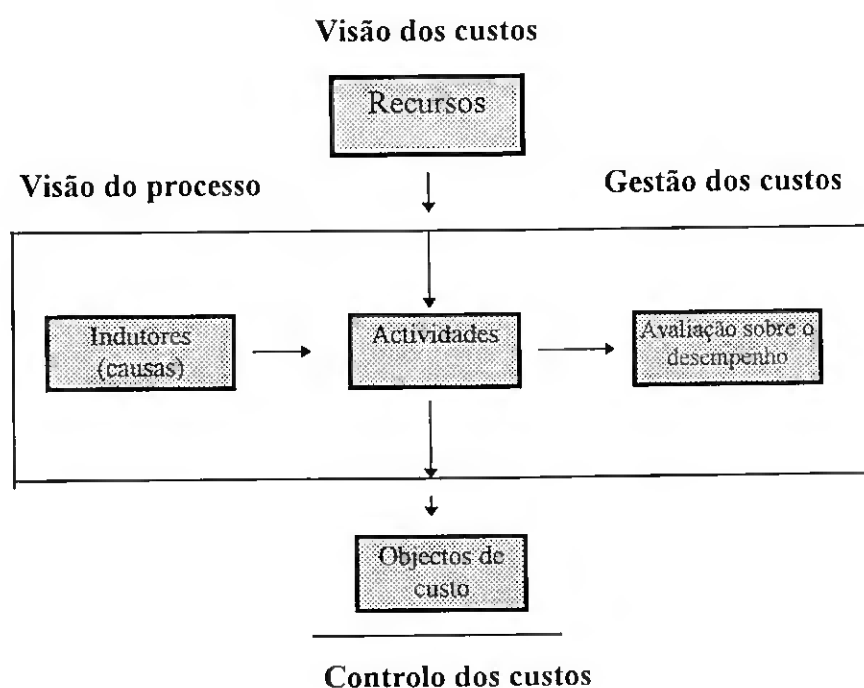 Visão dos custos
Recursos
Visão do processo
Gestão dos custos
Indutores
(causas)
Actividades
Avaliação sobre o
desempenho
Objectos de
custo
Controlo dos custos